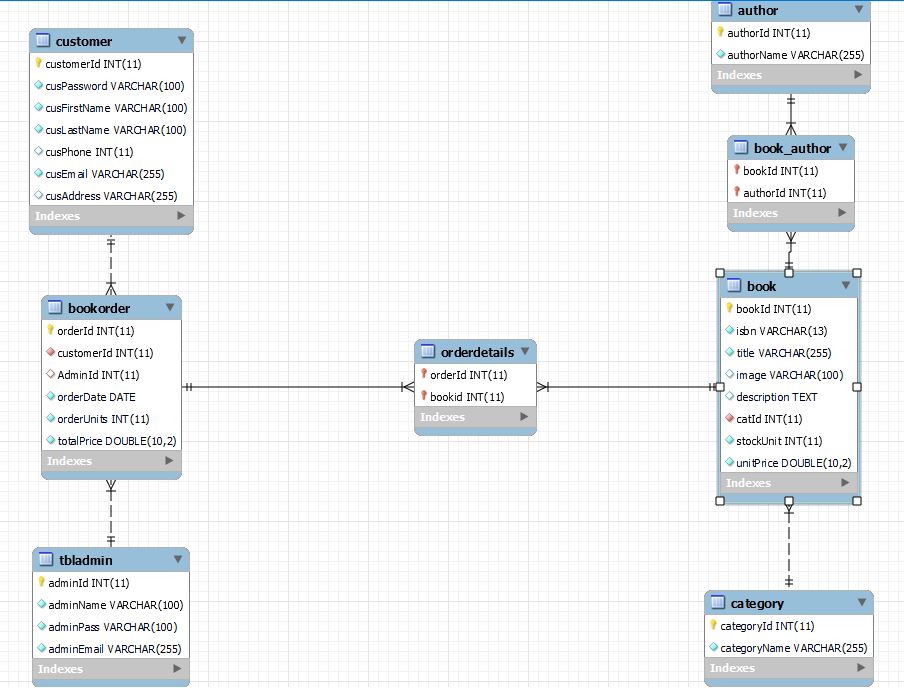 customer
customerId INT(11)
cusPassword VARCHAR(100)
cusFirstName VARCHAR(100)
cusLastName VARCHAR(100)
cusPhone INT(11)
cusEmail VARCHAR(255)
cusAddress VARCHAR(255)
Indexes
bookorder
orderId INT(11)
customerId INT(11)
AdminId INT(11)
orderDate DATE
orderUnits INT(11)
totalPrice DOUBLE(10,2)
Indexes
tbladmin
adminId INT(11)
adminName VARCHAR(100)
adminPass VARCHAR(100)
adminEmail VARCHAR(255)
Indexes
orderdetails
orderId INT(11)
bookid INT(11)
Indexes
author
authorId INT(11)
authorName VARCHAR(255)
Indexes
book_author
bookId INT(11)
authorId INT(11)
Indexes
book
bookId INT(11)
isbn VARCHAR(13)
title VARCHAR(255)
image VARCHAR(100)
description TEXT
catId INT(11)
stockUnit INT(11)
unitPrice DOUBLE(10,2)
Indexes
category
categoryId INT(11)
categoryName VARCHAR(255)
Indexes